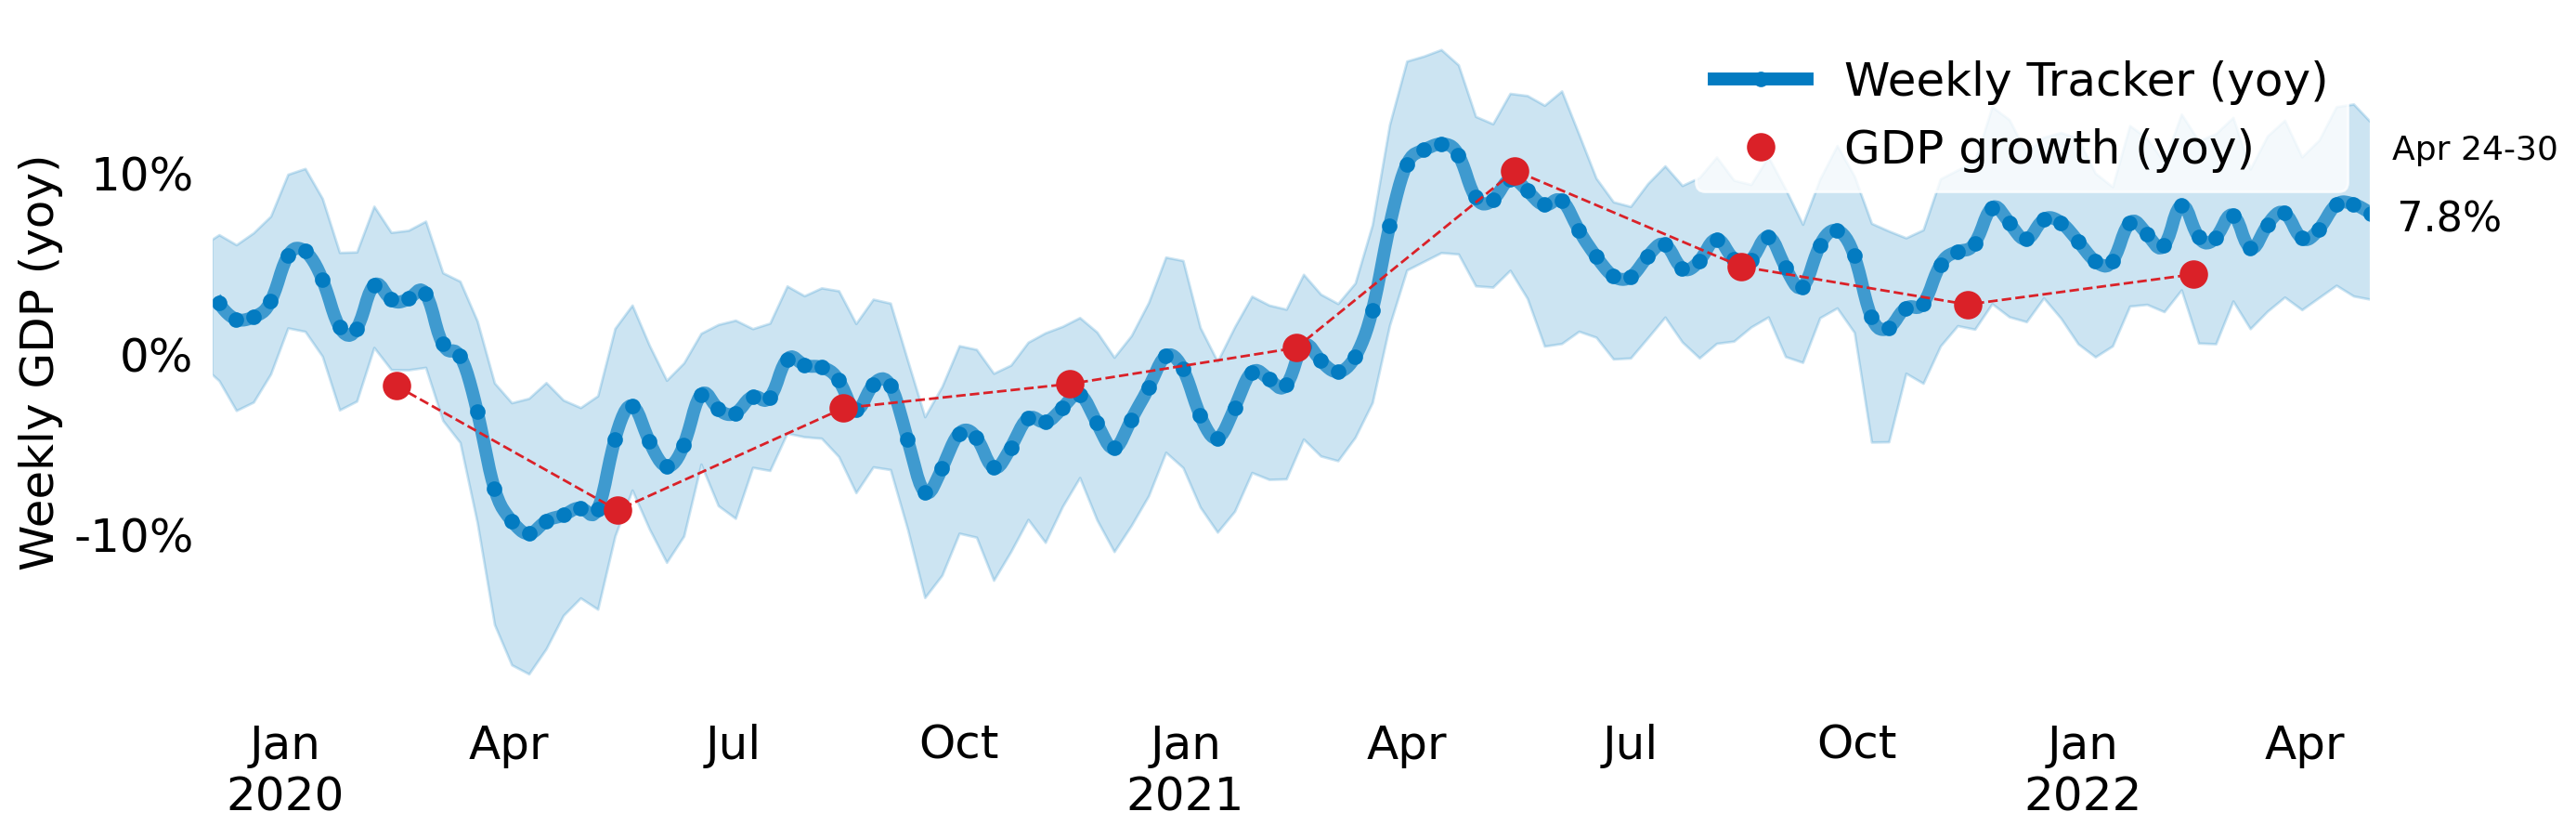 Weekly GDP (yoy)
10%
0%
-10%
Weekly Tracker (yoy)
GDP growth (yoy)
Apr 24-30
7.8%
Jan Apr Jul Oct Jan Apr Jul Oct Jan Apr
2020 2021 2022